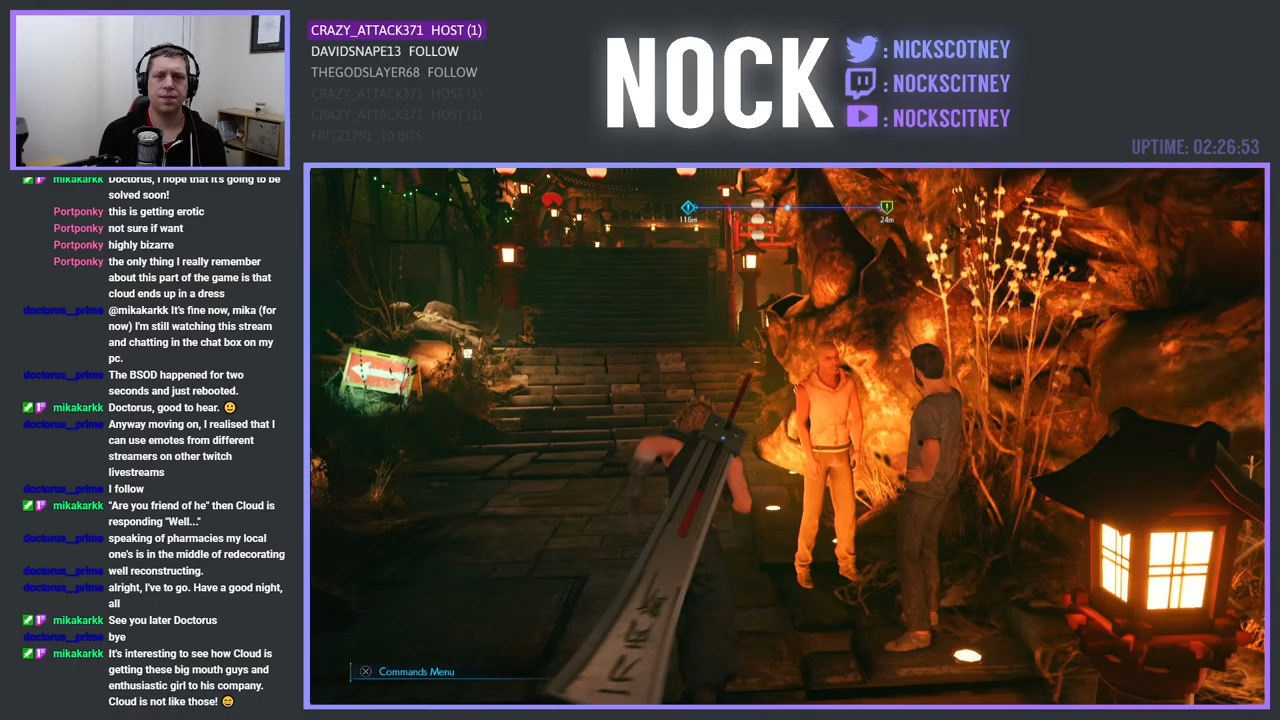 CRAZY_ATTACK371 HOST (1)
DAVIDSNAPE13 FOLLOW
THEGODSLAYER68 FOLLOW
CRAZY_ATTACK371 HOST (1)
CRAZY_ATTACK371 HOST (1)
FRITZ1791 10 BITS
NOCK
: NICKSCOTNEY
: NOCKSCITNEY
: NOCKSCITNEY
UPTIME: 02:26:53
mikakarkk Doctorus, I hope that it's going to be
solved soon!
Portponky this is getting erotic
Portponky not sure if want
Portponky highly bizarre
Portponky the only thing I really remember
about this part of the game is that
cloud ends up in a dress
doctorus__prime @mikakarkk It's fine now, mika (for
now) I'm still watching this stream
and chatting in the chat box on my
pc.
doctorus__prime The BSOD happened for two
seconds and just rebooted.
mikakarkk Doctorus, good to hear. 😀
doctorus__prime Anyway moving on, I realised that I
can use emotes from different
streamers on other twitch
livestreams
doctorus__prime I follow
mikakarkk "Are you friend of he" then Cloud is
responding "Well..."
doctorus__prime speaking of pharmacies my local
one's is in the middle of redecorating
doctorus__prime well reconstructing.
doctorus__prime alright, I've to go. Have a good night,
all
mikakarkk See you later Doctorus
doctorus__prime bye
mikakarkk It's interesting to see how Cloud is
getting these big mouth guys and
enthusiastic girl to his company.
Cloud is not like those! 😄
116m
24m
Commands Menu